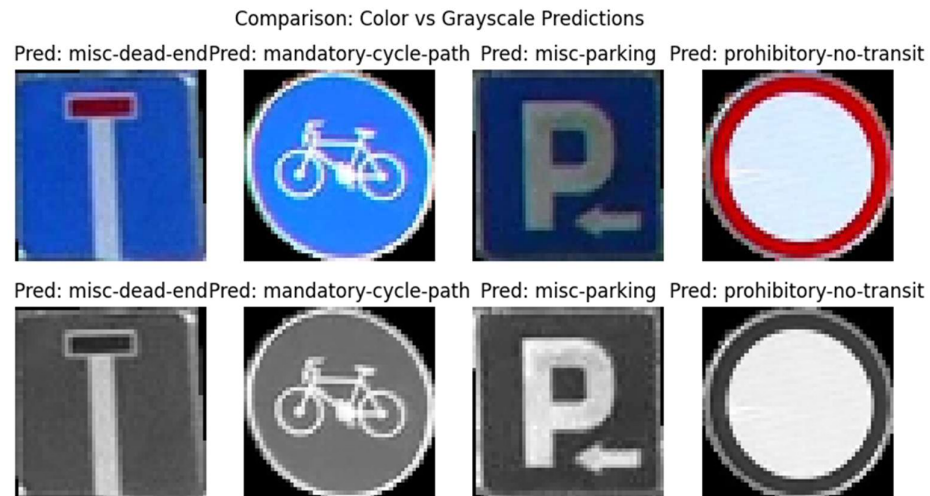 Comparison: Color vs Grayscale Predictions
Pred: misc-dead-end Pred: mandatory-cycle-path Pred: misc-parking Pred: prohibitory-no-transit
P
Pred: misc-dead-end Pred: mandatory-cycle-path Pred: misc-parking Pred: prohibitory-no-transit
P